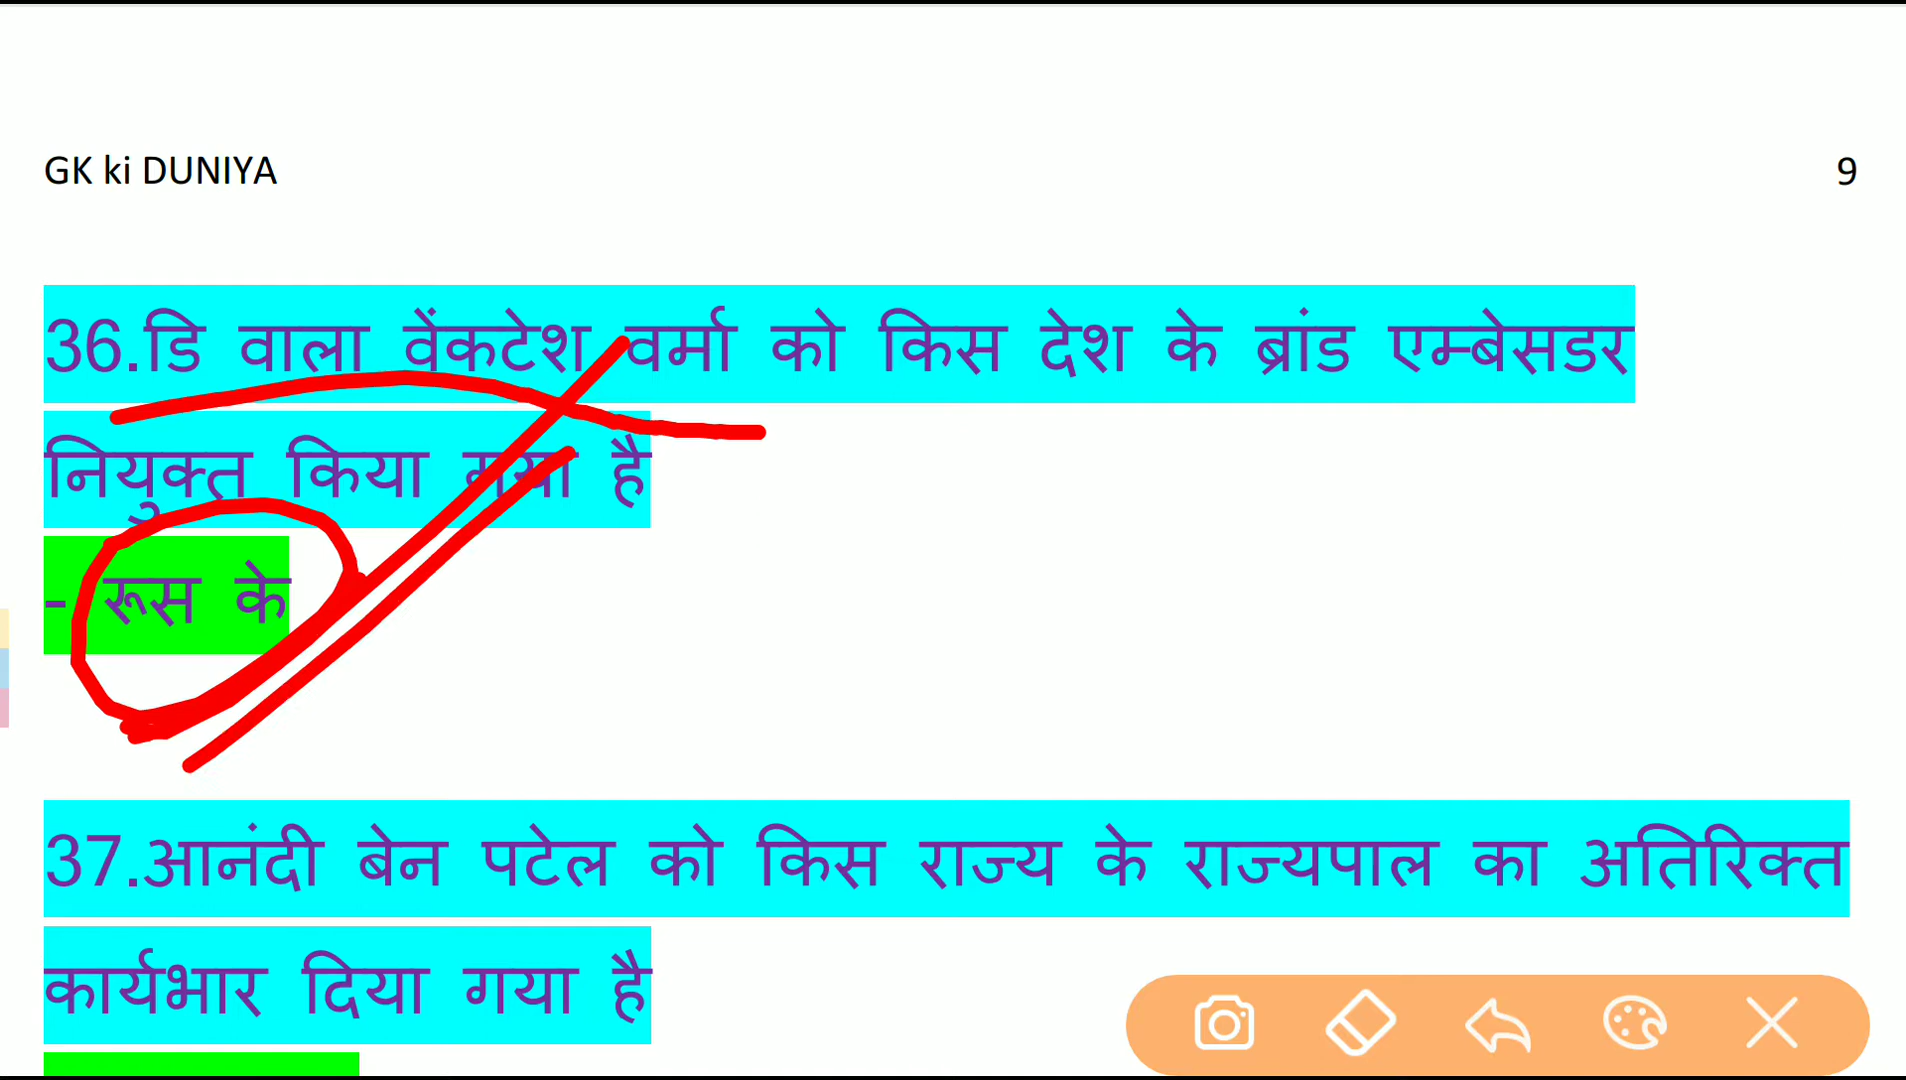 GK ki DUNIYA
9
36.डि वाला वेंकटेश वर्मा को किस देश के ब्रांड एम्बेसडर
नियुक्त किया गया है
- रूस के
37.आनंदी बेन पटेल को किस राज्य के राज्यपाल का अतिरिक्त
कार्यभार दिया गया है